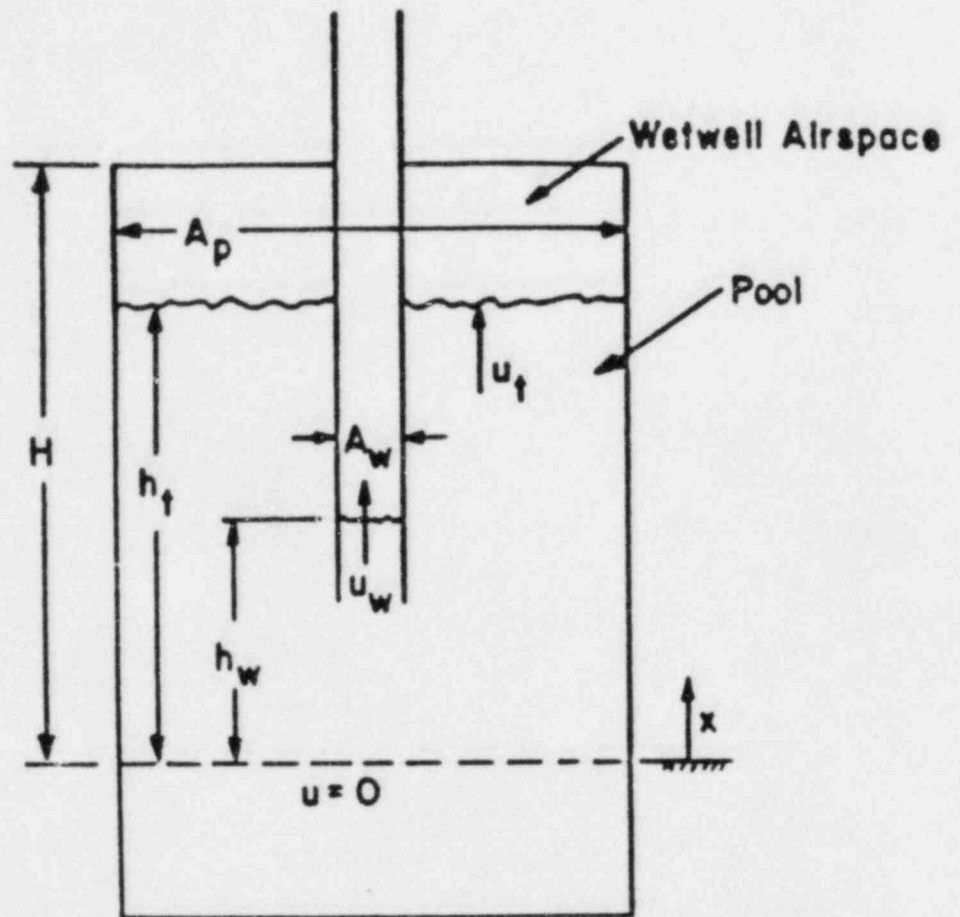 Wetwell Airspace
A_p
Pool
u_t
H
A_w
h_t
u_w
h_w
x
u = 0